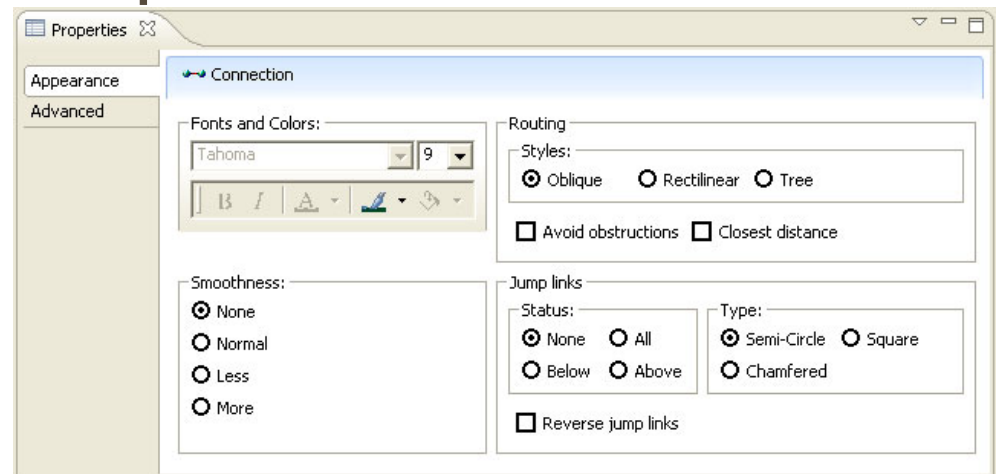 Properties
Appearance
Advanced
Connection
Fonts and Colors:
Tahoma 9
B I A
Routing
Styles:
Oblique Rectilinear Tree
Avoid obstructions Closest distance
Smoothness:
None
Normal
Less
More
Jump links
Status:
None All
Below Above
Type:
Semi-Circle Square
Chamfered
Reverse jump links